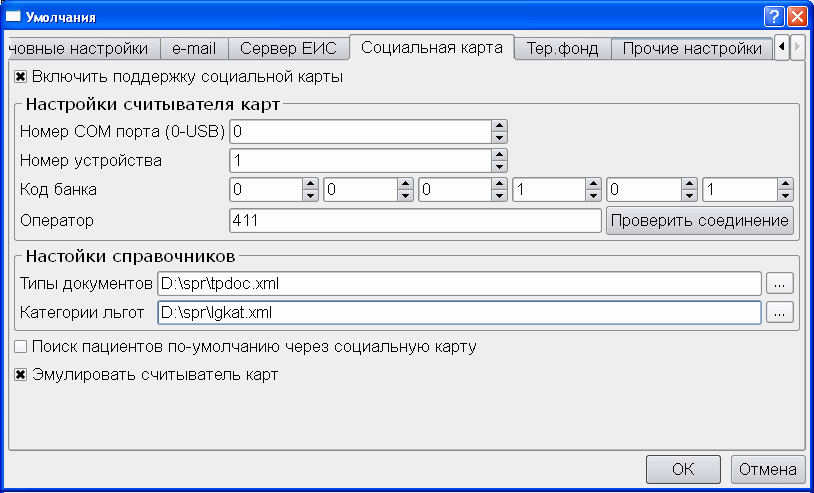 Умолчания
новные настройки e-mail Сервер ЕИС Социальная карта Тер.фонд Прочие настройки
Включить поддержку социальной карты
Настройки считывателя карт
Номер COM порта (0-USB) 0
Номер устройства 1
Код банка 0 0 0 1 0 1
Оператор 411 Проверить соединение
Настойки справочников
Типы документов D:\spr\tpdoc.xml ...
Категории льгот D:\spr\lgkat.xml ...
Поиск пациентов по-умолчанию через социальную карту
Эмулировать считыватель карт
OK Отмена